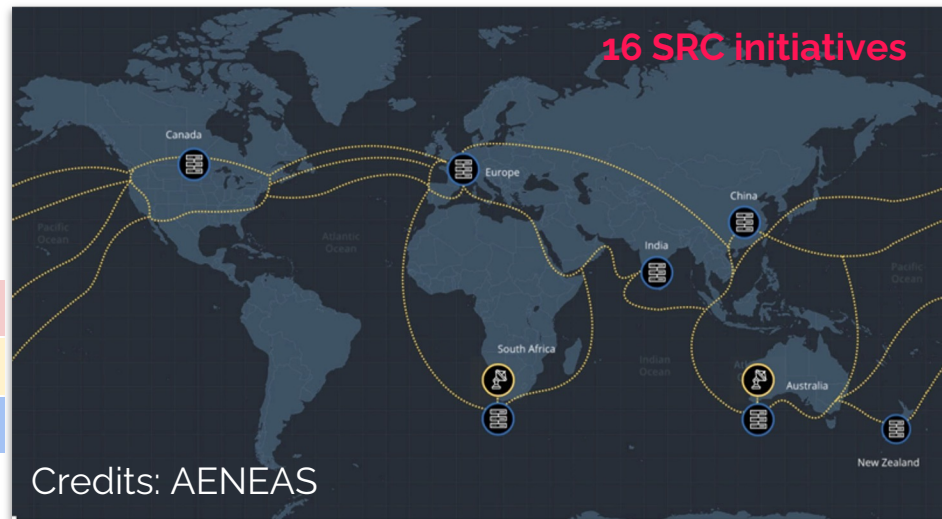 16 SRC initiatives
Canada
Europe
China
Pacific
Ocean
Atlantic
Ocean
India
Pacific
Ocean
South Africa
Indian
Ocean
Australia
New Zealand
Credits: AENEAS